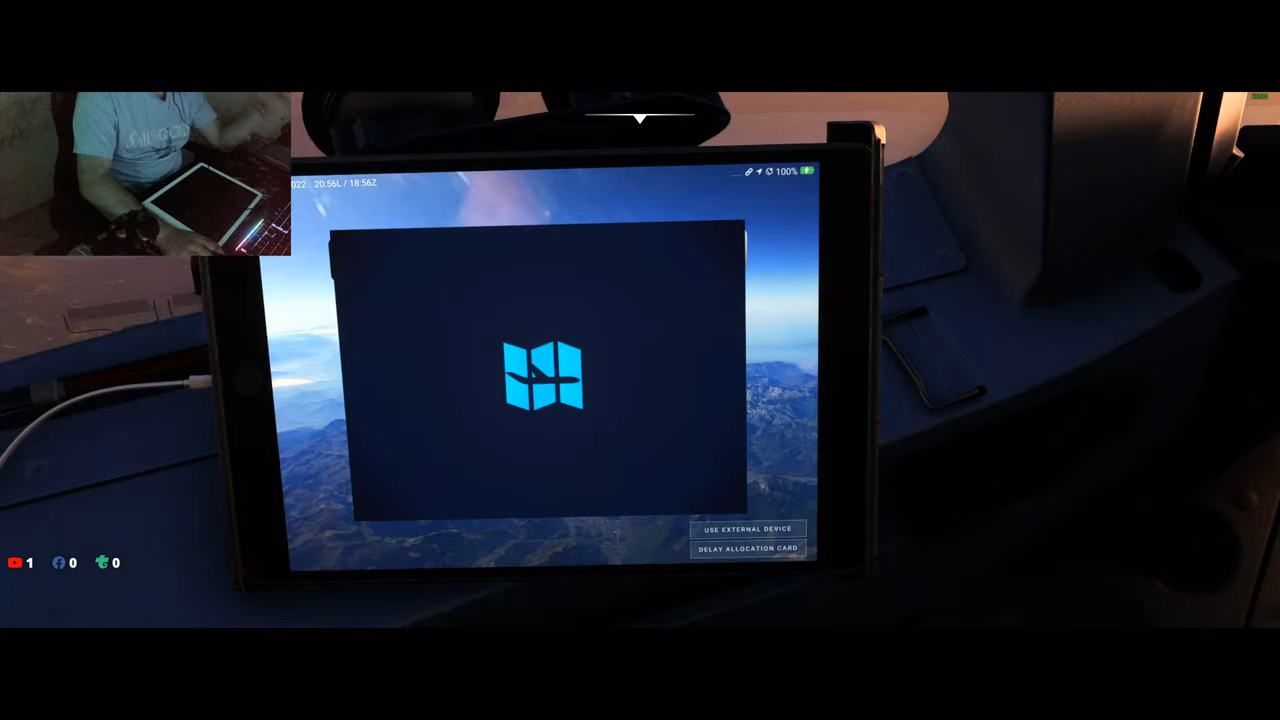 022 20:56L / 18:56Z
100%
USE EXTERNAL DEVICE
DELAY ALLOCATION CARD
1 0 0